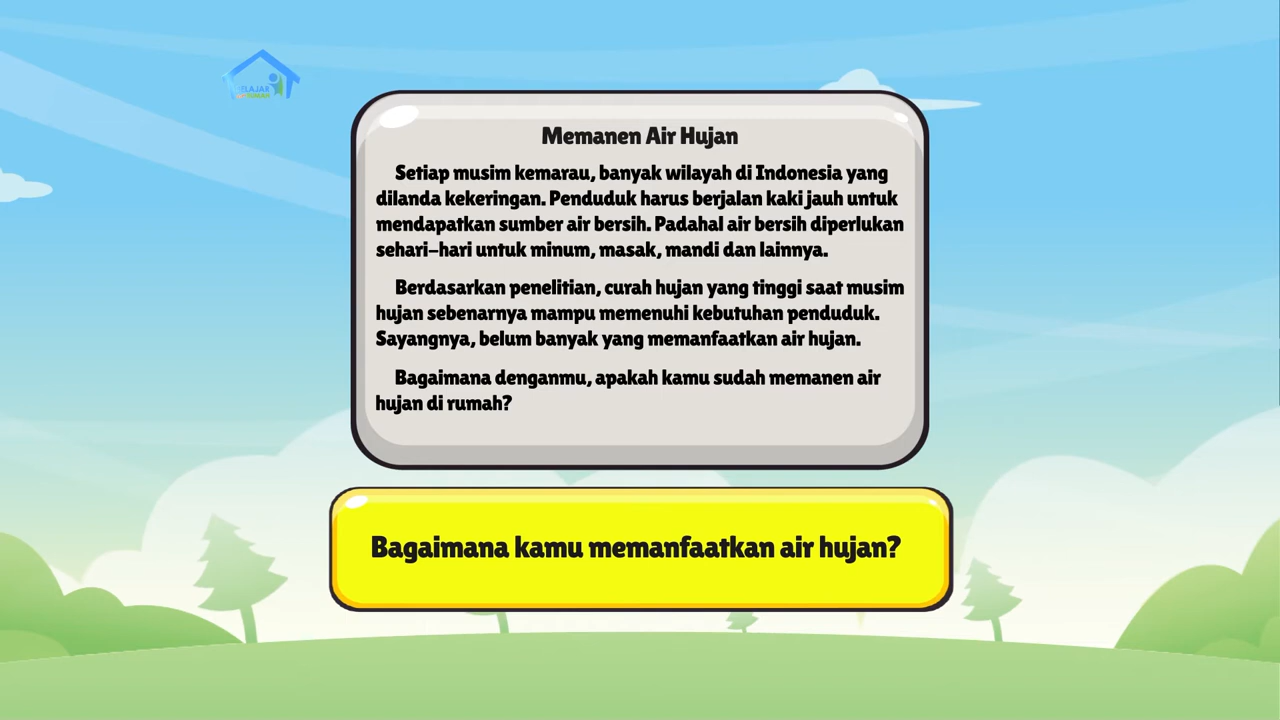 Memanen Air Hujan
Setiap musim kemarau, banyak wilayah di Indonesia yang
dilanda kekeringan. Penduduk harus berjalan kaki jauh untuk
mendapatkan sumber air bersih. Padahal air bersih diperlukan
sehari-hari untuk minum, masak, mandi dan lainnya.
Berdasarkan penelitian, curah hujan yang tinggi saat musim
hujan sebenarnya mampu memenuhi kebutuhan penduduk.
Sayangnya, belum banyak yang memanfaatkan air hujan.
Bagaimana denganmu, apakah kamu sudah memanen air
hujan di rumah?
Bagaimana kamu memanfaatkan air hujan?